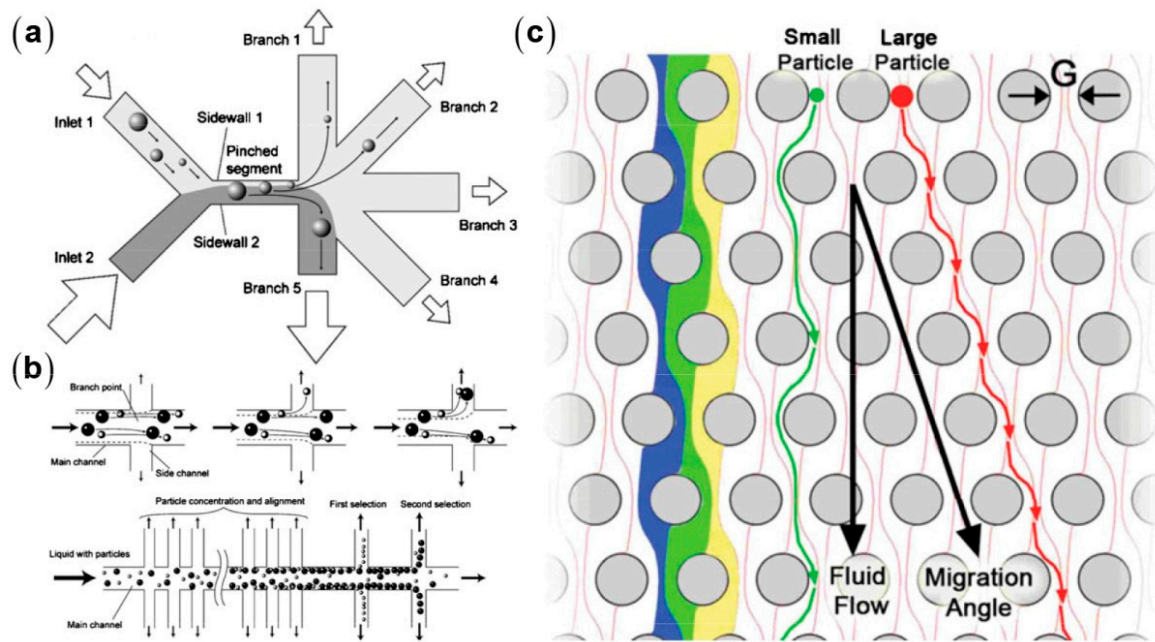 (a)
Branch 1
Branch 2
Inlet 1
Sidewall 1
Pinched
segment
Branch 3
Sidewall 2
Inlet 2
Branch 4
Branch 5
(b)
Branch point
Main channel
Side channel
Particle concentration and alignment
First selection
Second selection
Liquid with particles
Main channel
(c)
Small
Particle
Large
Particle
G
Fluid
Flow
Migration
Angle